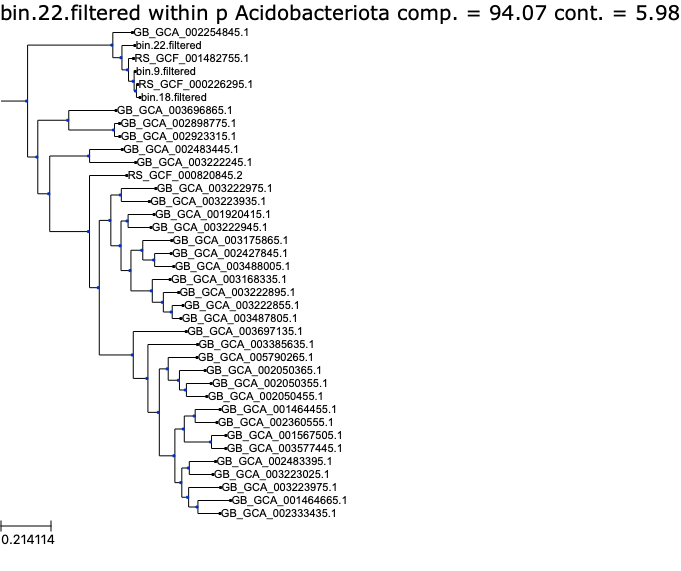 bin.22.filtered within p Acidobacteriota comp. = 94.07 cont. = 5.98
GB_GCA_002254845.1
bin.22.filtered
RS_GCF_001482755.1
bin.9.filtered
RS_GCF_000226295.1
bin.18.filtered
GB_GCA_003696865.1
GB_GCA_002898775.1
GB_GCA_002923315.1
GB_GCA_002483445.1
GB_GCA_003222245.1
RS_GCF_000820845.2
GB_GCA_003222975.1
GB_GCA_003223935.1
GB_GCA_001920415.1
GB_GCA_003222945.1
GB_GCA_003175865.1
GB_GCA_002427845.1
GB_GCA_003488005.1
GB_GCA_003168335.1
GB_GCA_003222895.1
GB_GCA_003222855.1
GB_GCA_003487805.1
GB_GCA_003697135.1
GB_GCA_003385635.1
GB_GCA_005790265.1
GB_GCA_002050365.1
GB_GCA_002050355.1
GB_GCA_002050455.1
GB_GCA_001464455.1
GB_GCA_002360555.1
GB_GCA_001567505.1
GB_GCA_003577445.1
GB_GCA_002483395.1
GB_GCA_003223025.1
GB_GCA_003223975.1
GB_GCA_001464665.1
GB_GCA_002333435.1
0.214114